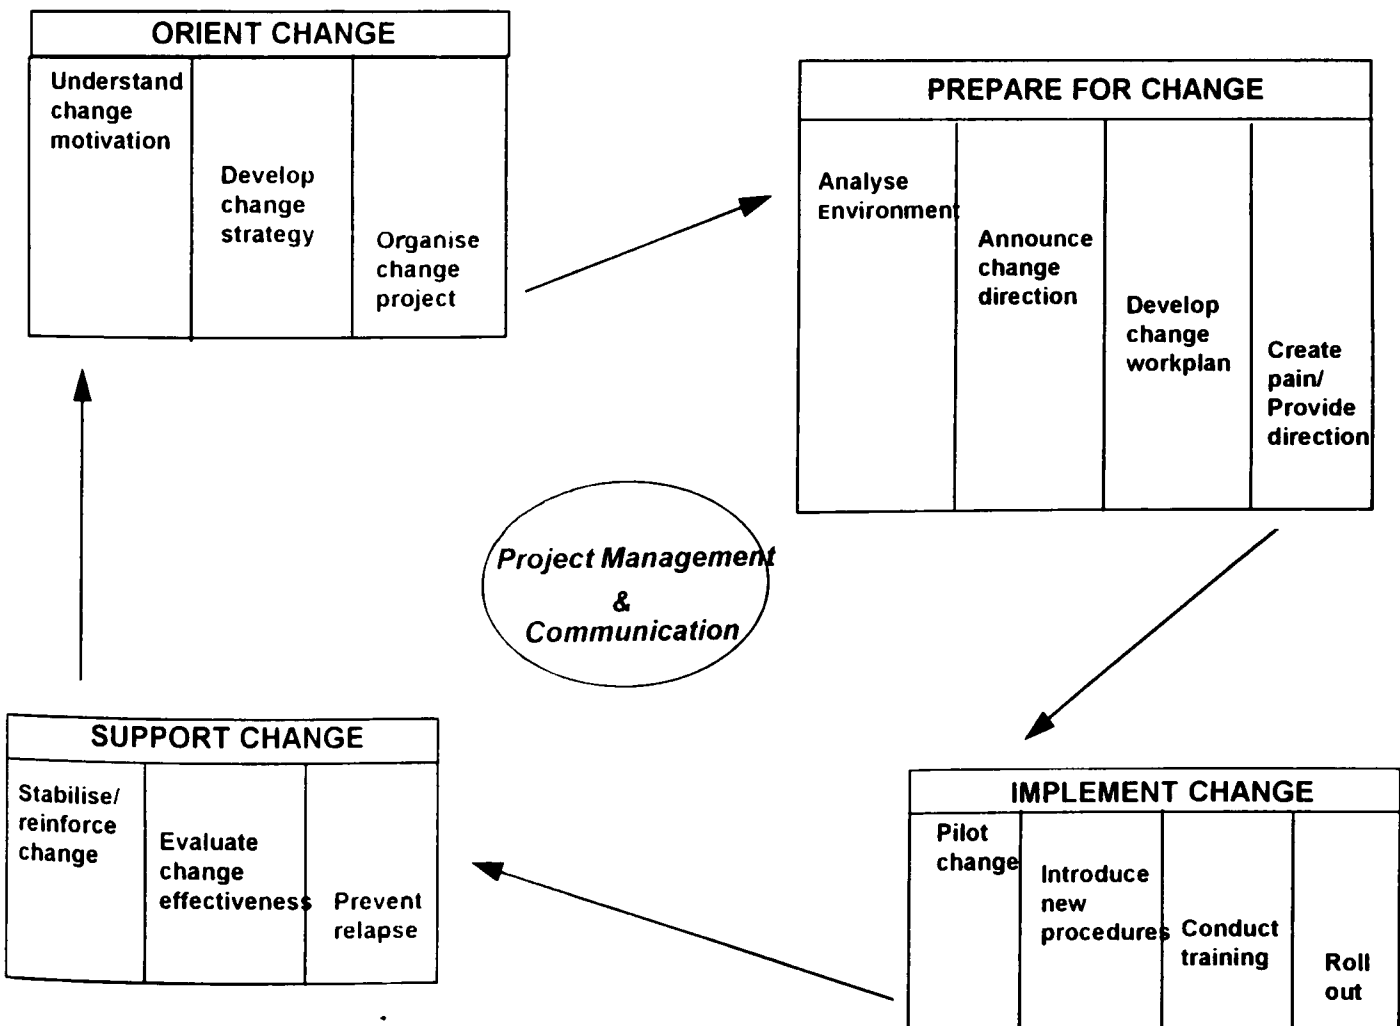 ORIENT CHANGE
Understand
change
motivation
Develop
change
strategy
Organise
change
project
PREPARE FOR CHANGE
Analyse
Environment
Announce
change
direction
Develop
change
workplan
Create
pain/
Provide
direction
Project Management
&
Communication
SUPPORT CHANGE
Stabilise/
reinforce
change
Evaluate
change
effectiveness
Prevent
relapse
IMPLEMENT CHANGE
Pilot
change
Introduce
new
procedures
Conduct
training
Roll
out